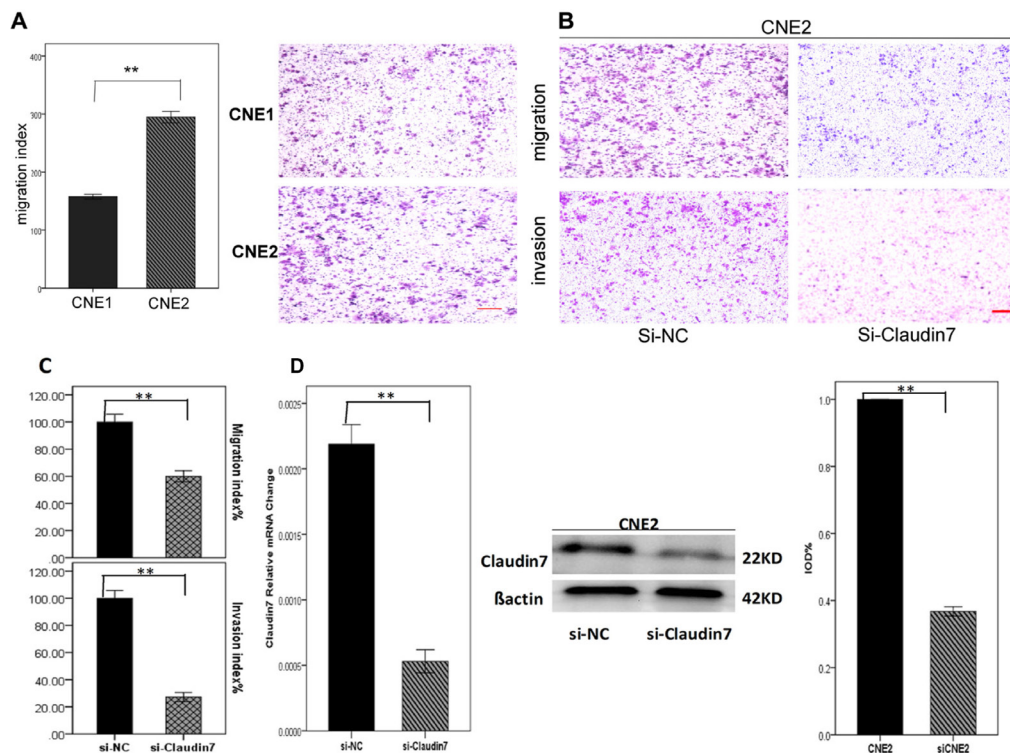 A
migration index
400
300
200
100
0
**
CNE1
CNE2
CNE1
CNE2
B
CNE2
migration
invasion
Si-NC
Si-Claudin7
C
120.00
100.00
80.00
60.00
40.00
20.00
.00
**
Migration index%
120.00
100.00
80.00
60.00
40.00
20.00
.00
**
Invasion index%
si-NC
si-Claudin7
D
Claudin7 Relative mRNA Change
0.0025
0.0020
0.0015
0.0010
0.0005
0.0000
**
si-NC
si-Claudin7
CNE2
Claudin7
22KD
ßactin
42KD
si-NC
si-Claudin7
IOD%
1.0
0.8
0.6
0.4
0.2
0.0
**
CNE2
siCNE2